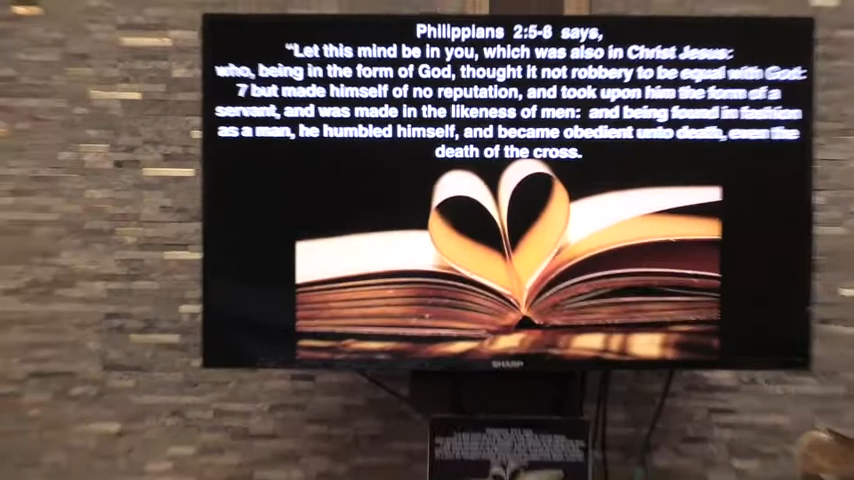 Philippians 2:5-8 says,
“Let this mind be in you, which was also in Christ Jesus:
who, being in the form of God, thought it not robbery to be equal with God:
7 but made himself of no reputation, and took upon him the form of a
servant, and was made in the likeness of men: and being found in fashion
as a man, he humbled himself, and became obedient unto death, even the
death of the cross.
SHARP